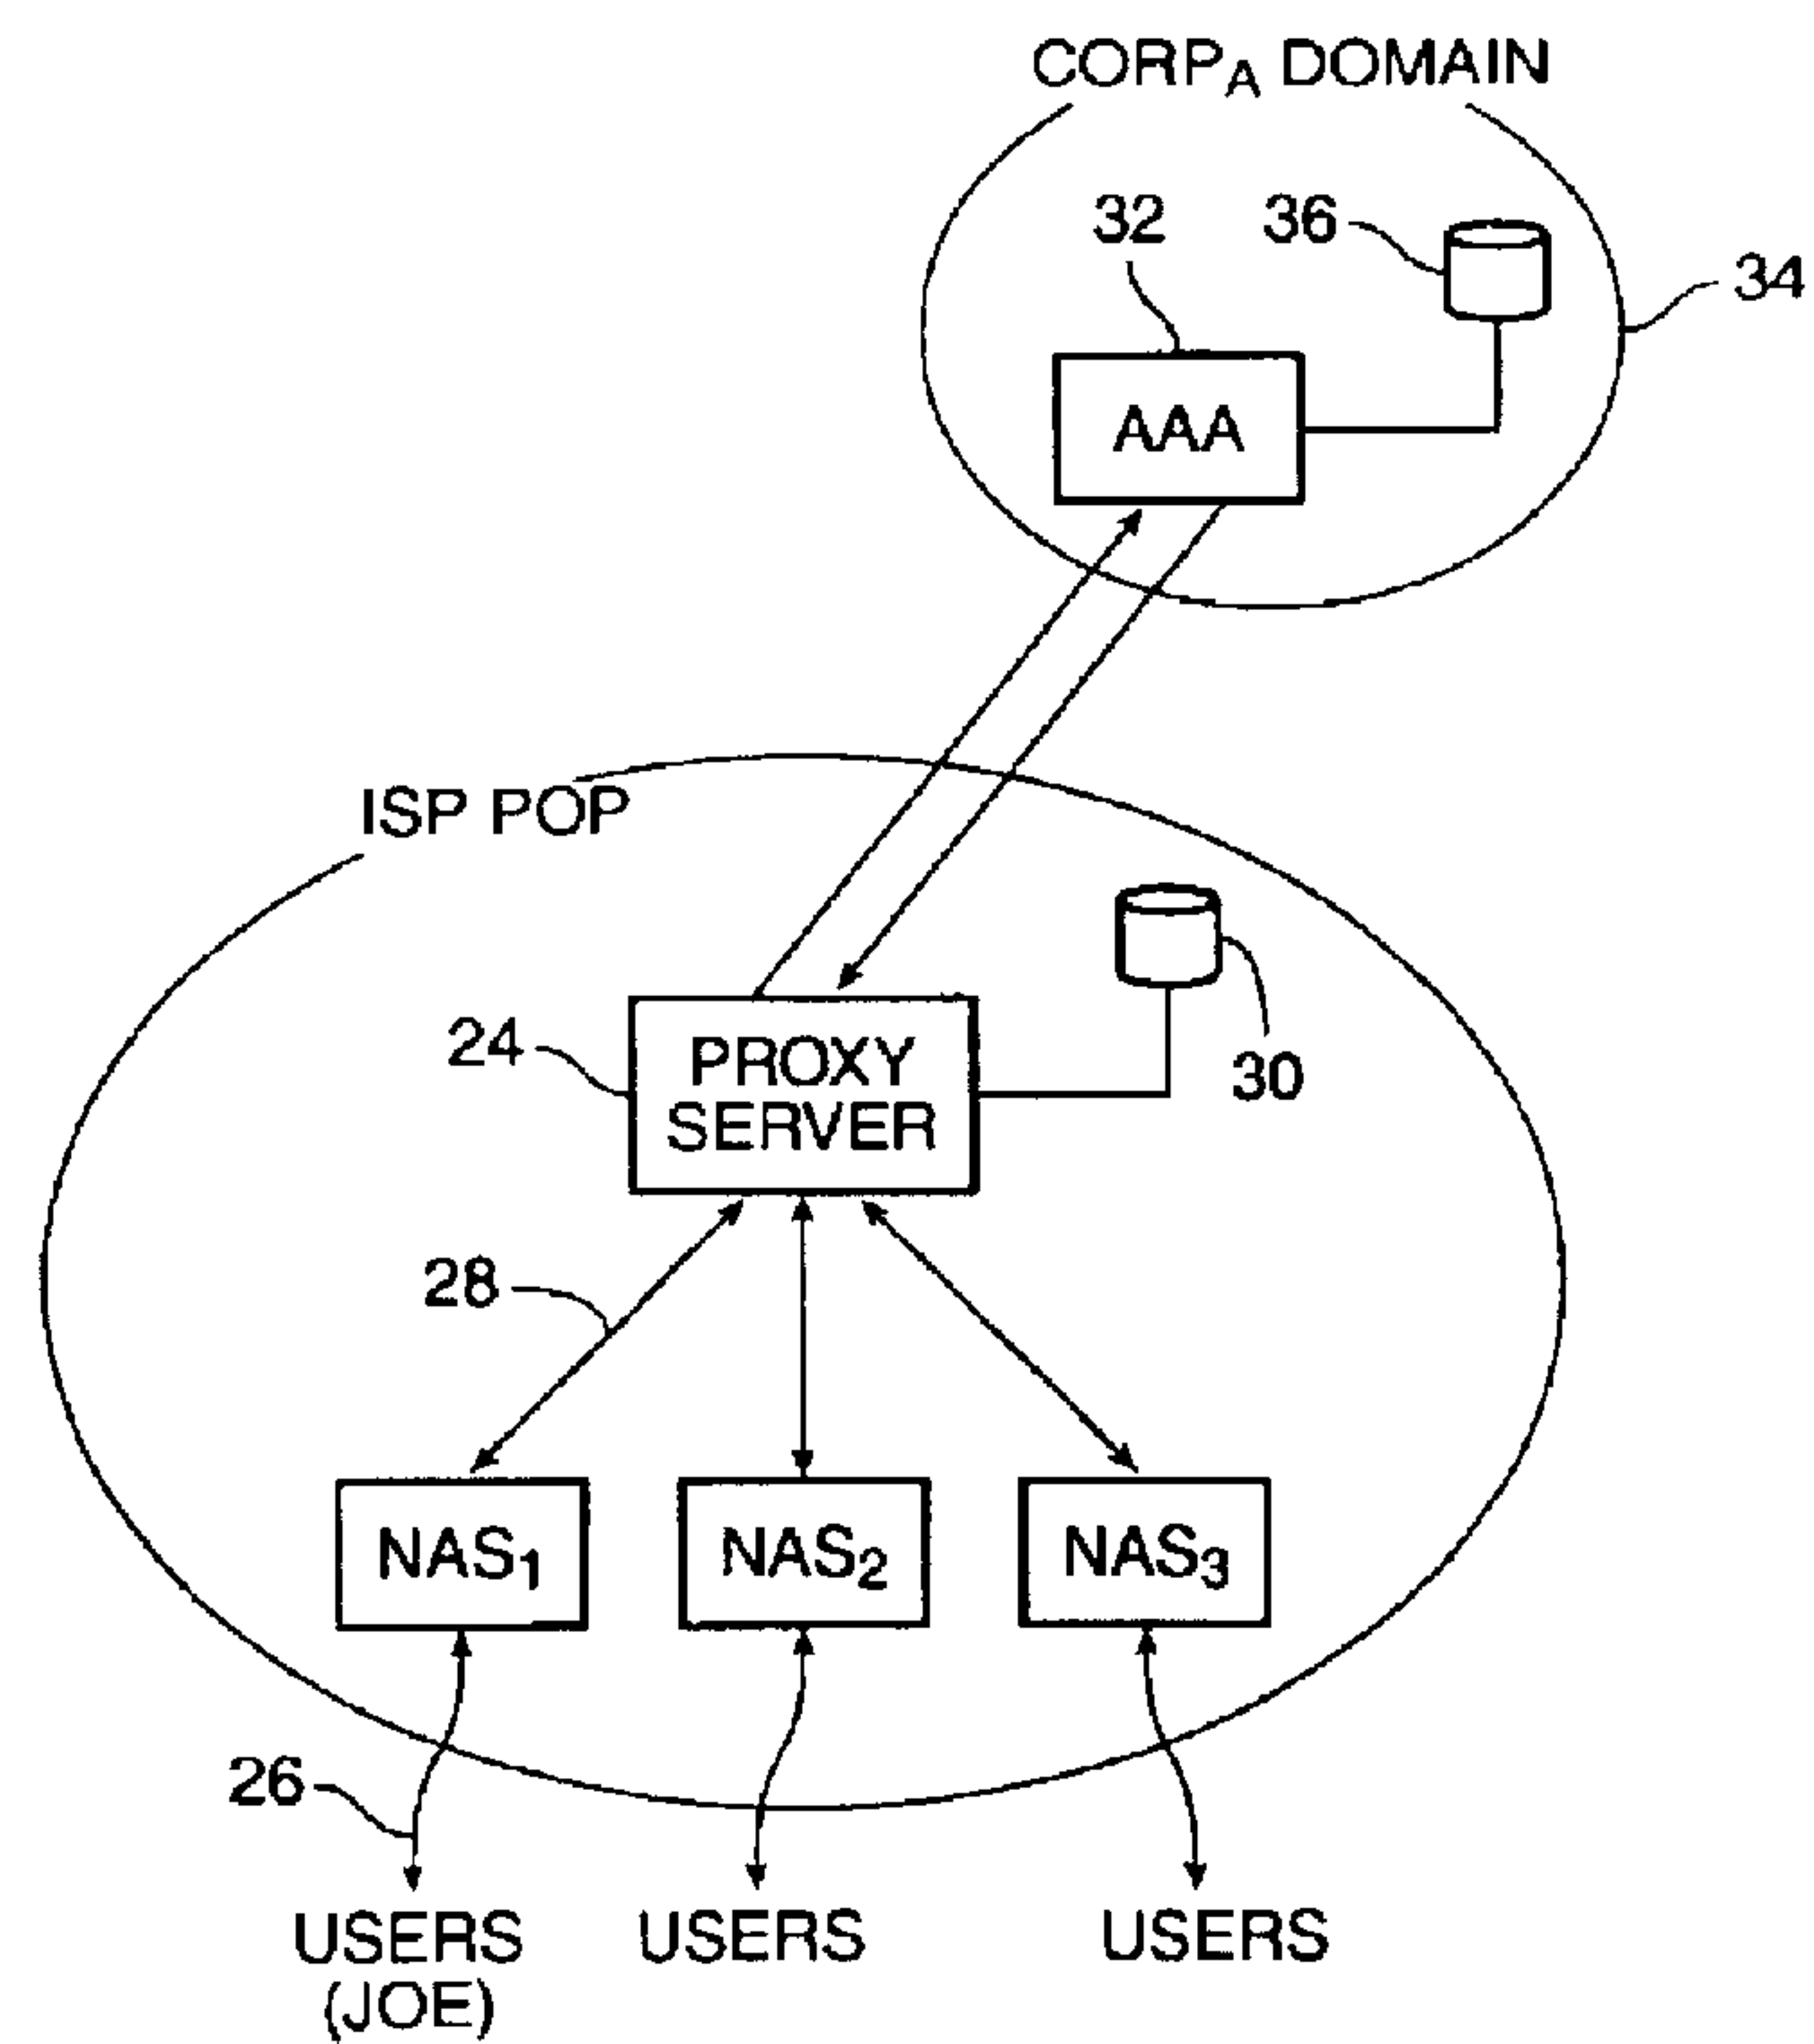 CORPA DOMAIN
32
36
34
AAA
ISP POP
24
PROXY
SERVER
30
28
NAS1
NAS2
NAS3
26
USERS
(JOE)
USERS
USERS